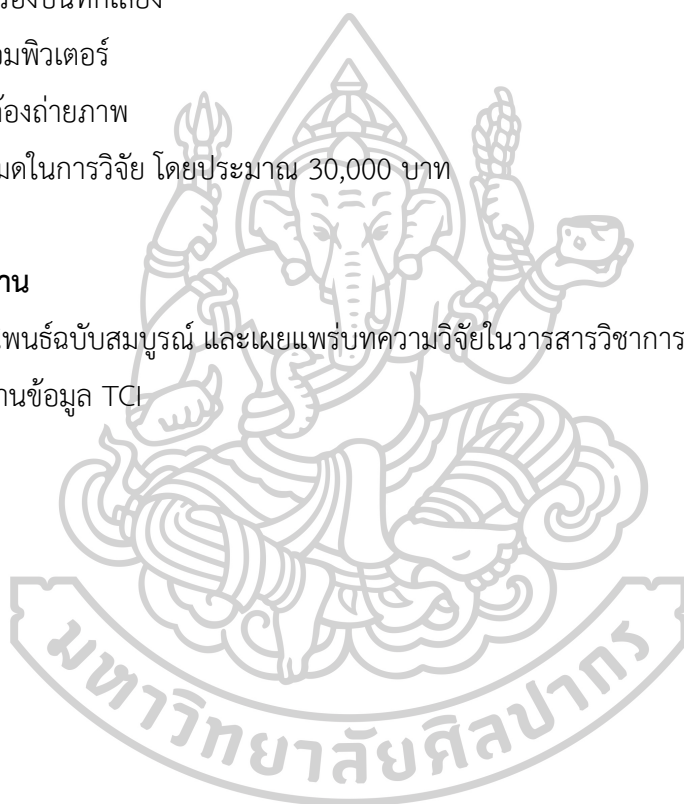 องบันทึกเสียง
มพิวเตอร์
้องถ่ายภาพ
มดในการวิจัย โดยประมาณ 30,000 บาท
าน
พนธ์ฉบับสมบูรณ์ และเผยแพร่บทความวิจัยในวารสารวิชาการ
านข้อมูล TCI
มหาวิทยาลัยศิลปากร